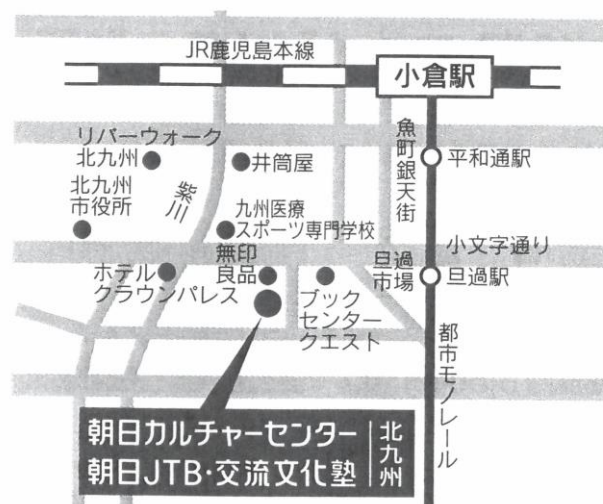 JR鹿児島本線
小倉駅
リバーウォーク
北九州
井筒屋
魚町銀天街
平和通駅
北九州
市役所
紫川
九州医療
スポーツ専門学校
小文字通り
無印
良品
旦過
市場
旦過駅
ホテル
クラウンパレス
ブック
センター
クエスト
都市モノレール
朝日カルチャーセンター
朝日JTB・交流文化塾
北九州